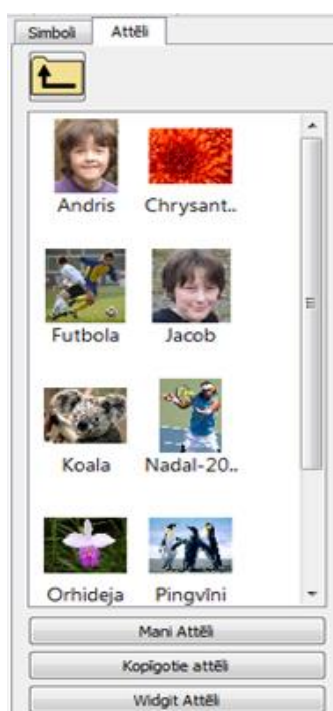 Simboli Attēli
Andris Chrysant..
Futbola Jacob
Koala Nadal-20..
Orhideja Pingvīni
Mani Attēli
Kopīgotie attēli
Widgit Attēli